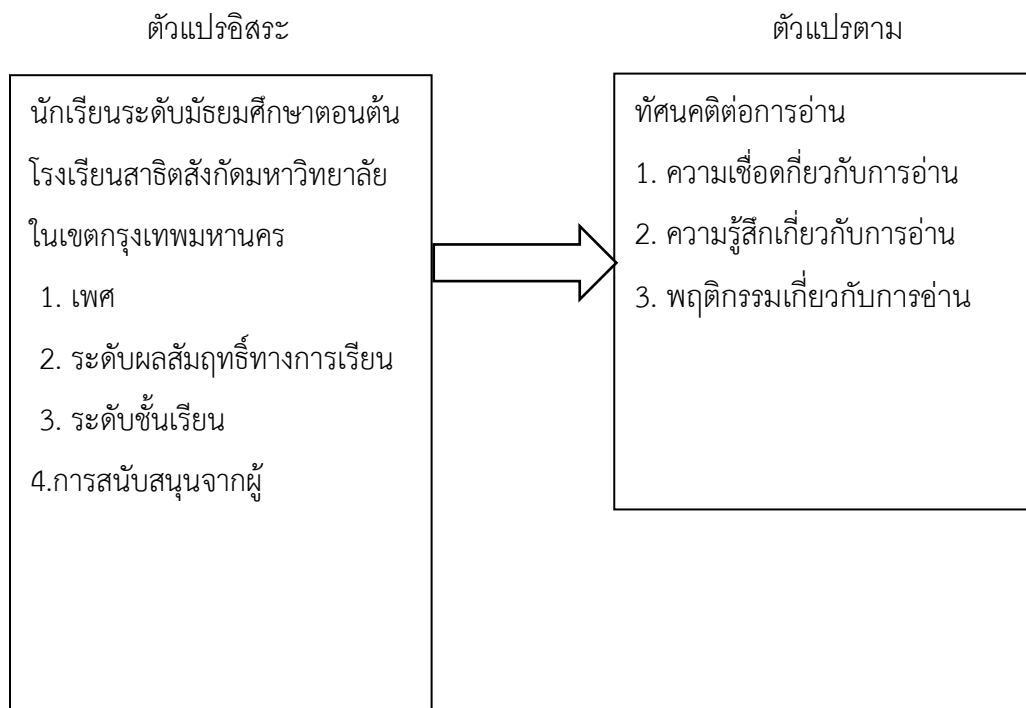 ตัวแปรอิสระ
ตัวแปรตาม
นักเรียนระดับมัธยมศึกษาตอนต้น
โรงเรียนสาธิตสังกัดมหาวิทยาลัย
ในเขตกรุงเทพมหานคร
1. เพศ
2. ระดับผลสัมฤทธิ์ทางการเรียน
3. ระดับชั้นเรียน
4.การสนับสนุนจากผู้
ทัศนคติต่อการอ่าน
1. ความเชื่อดกี่ยวกับการอ่าน
2. ความรู้สึกเกี่ยวกับการอ่าน
3. พฤติกรรมเกี่ยวกับการอ่าน